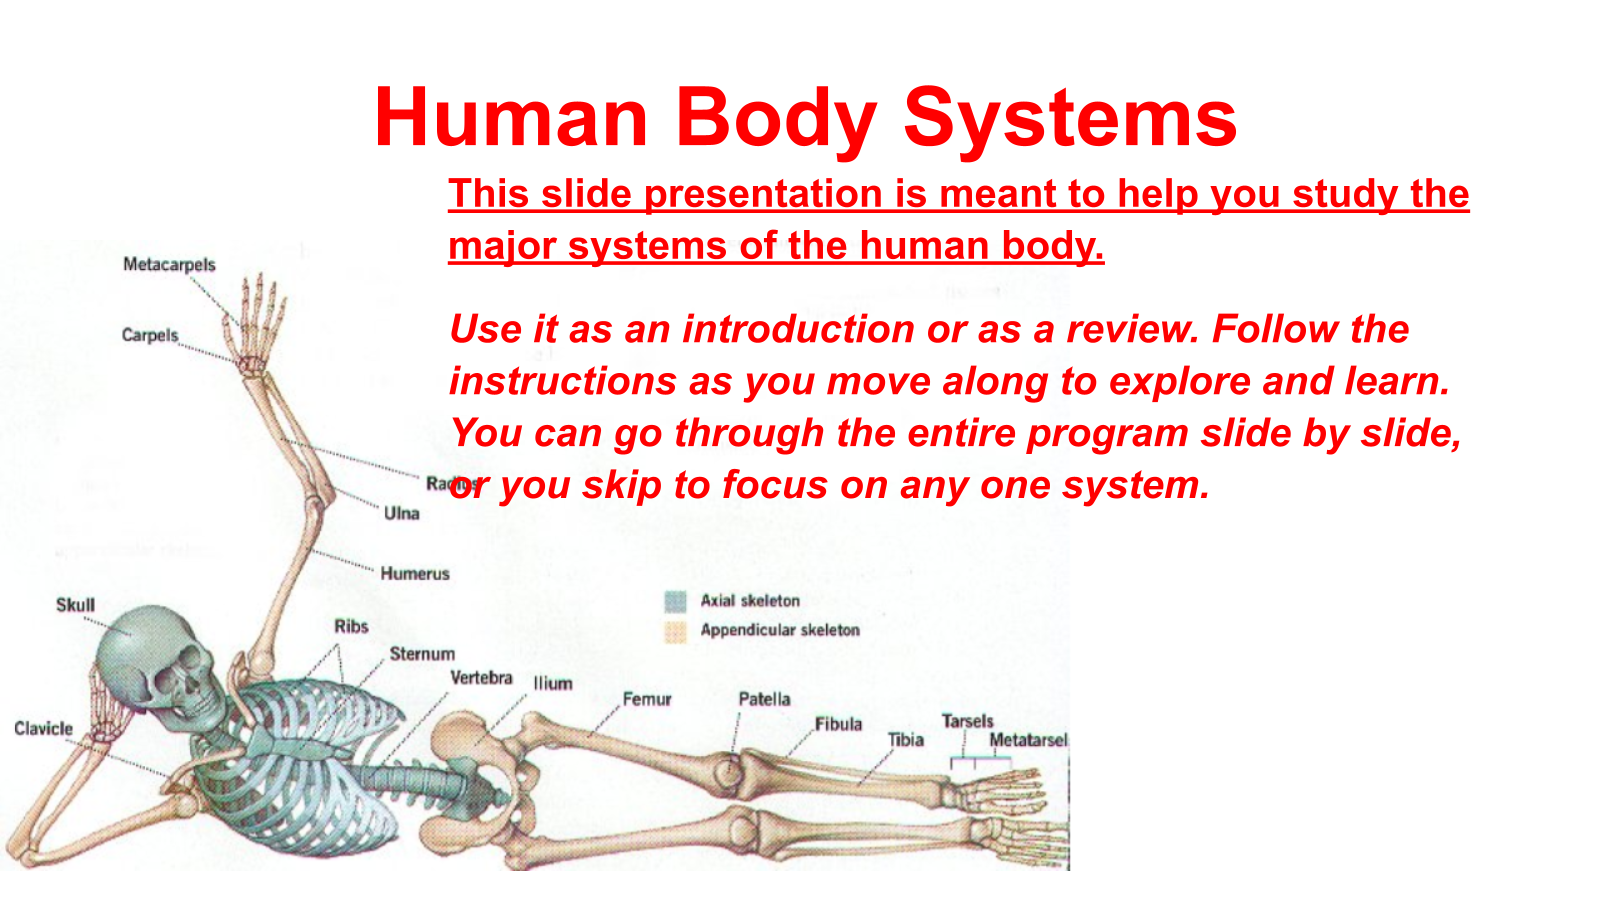 Human Body Systems
This slide presentation is meant to help you study the
major systems of the human body.
Use it as an introduction or as a review. Follow the
instructions as you move along to explore and learn.
You can go through the entire program slide by slide,
or you skip to focus on any one system.
Metacarpels
Carpels
Radius
Ulna
Humerus
Skull
Ribs
Sternum
Vertebra
Ilium
Clavicle
Axial skeleton
Appendicular skeleton
Femur
Patella
Fibula
Tibia
Tarsels
Metatarsel